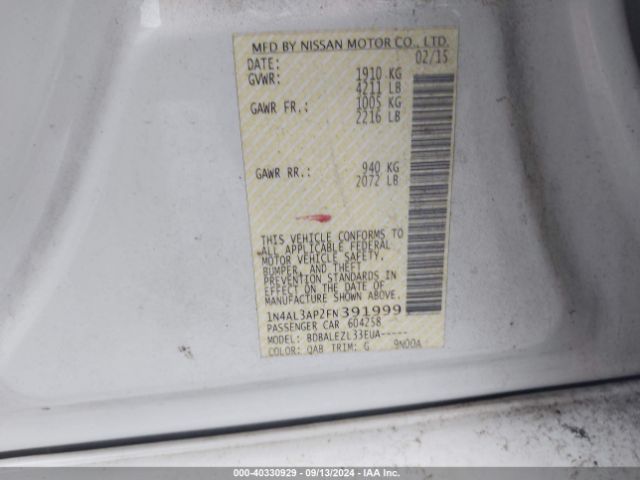 MFD BY NISSAN MOTOR CO., LTD.
DATE: 02/15
GVWR: 1910 KG
4211 LB
GAWR FR.: 1005 KG
2216 LB
GAWR RR.: 940 KG
2072 LB
THIS VEHICLE CONFORMS TO
ALL APPLICABLE FEDERAL
MOTOR VEHICLE SAFETY,
BUMPER, AND THEFT
PREVENTION STANDARDS IN
EFFECT ON THE DATE OF
MANUFACTURE SHOWN ABOVE.
1N4AL3AP2FN391999
PASSENGER CAR 604258
MODEL: BDBALEZL33EUA-----
COLOR: QAB TRIM: G 9N00A
000-40330929 - 09/13/2024 - IAA Inc.